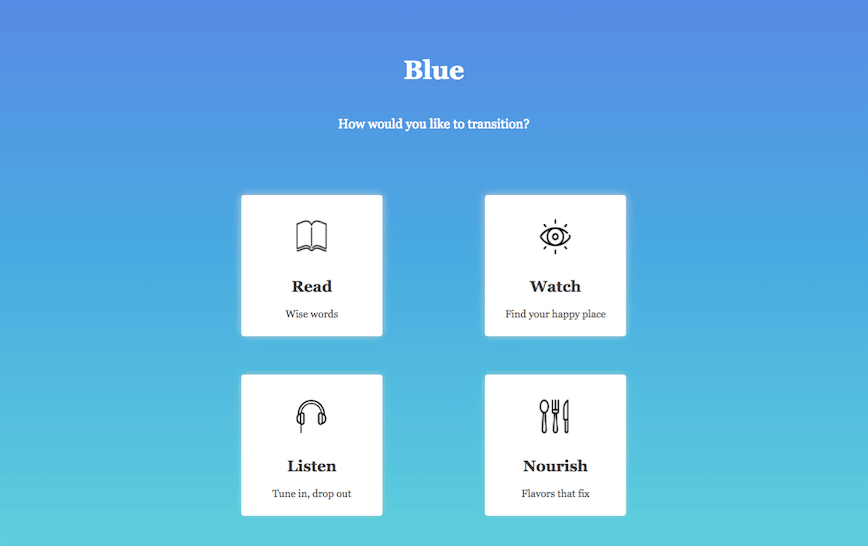 Blue
How would you like to transition?
Read
Wise words
Watch
Find your happy place
Listen
Tune in, drop out
Nourish
Flavors that fix